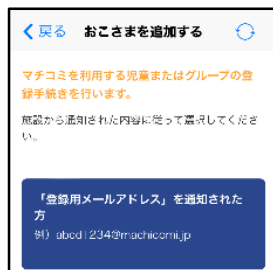 戻る おこさまを追加する
マチコミを利用する児童またはグループの登
録手続きを行います。
施設から通知された内容に従って選択してくださ
い。
「登録用メールアドレス」を通知された
方
例）abcd1234@machicomi.jp